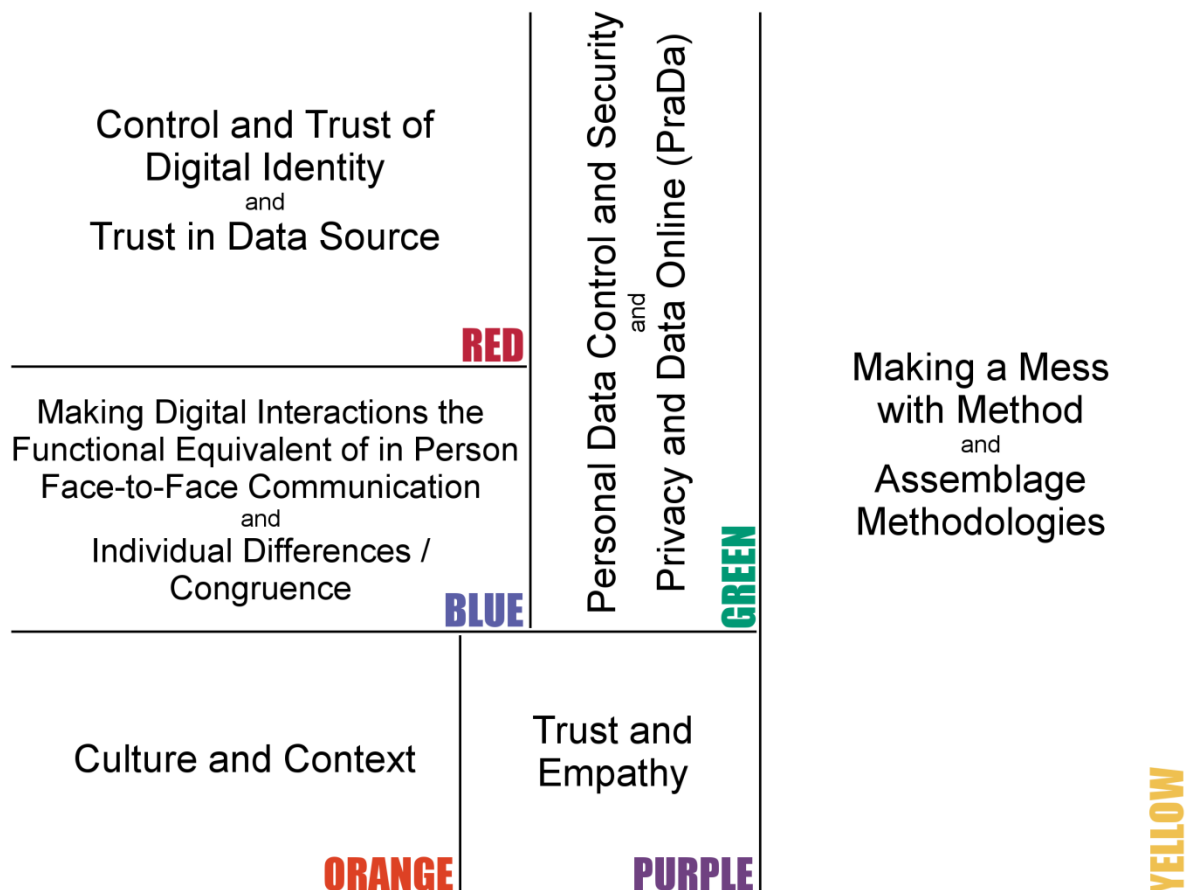 Control and Trust of
Digital Identity
and
Trust in Data Source
RED
Making Digital Interactions the
Functional Equivalent of in Person
Face-to-Face Communication
and
Individual Differences /
Congruence
BLUE
Personal Data Control and Security
and
Privacy and Data Online (PraDa)
GREEN
Culture and Context
ORANGE
Trust and
Empathy
PURPLE
Making a Mess
with Method
and
Assemblage
Methodologies
YELLOW